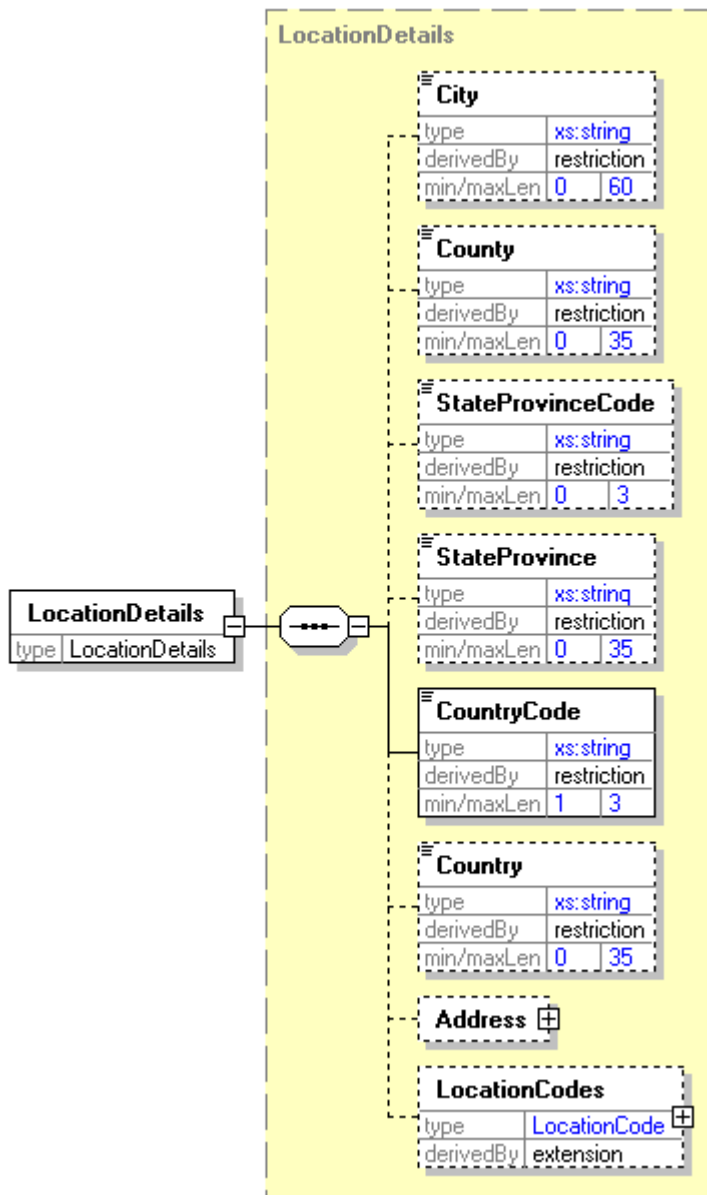 LocationDetails
City
type xs:string
derivedBy restriction
min/maxLen 0 60
County
type xs:string
derivedBy restriction
min/maxLen 0 35
StateProvinceCode
type xs:string
derivedBy restriction
min/maxLen 0 3
StateProvince
type xs:string
derivedBy restriction
min/maxLen 0 35
LocationDetails
type LocationDetails
CountryCode
type xs:string
derivedBy restriction
min/maxLen 1 3
Country
type xs:string
derivedBy restriction
min/maxLen 0 35
Address
LocationCodes
type LocationCode
derivedBy extension